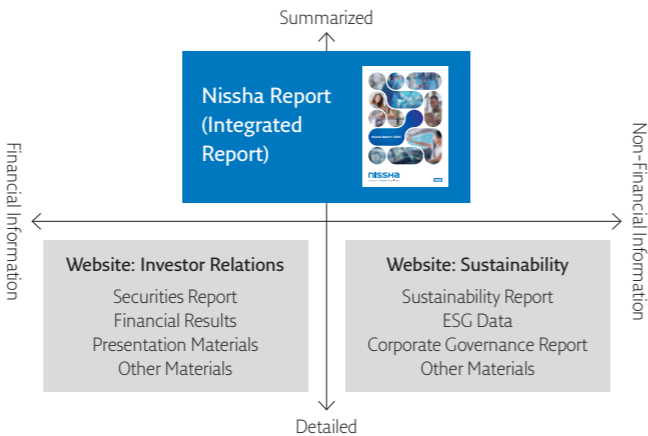 Summarized
Nissha Report
(Integrated
Report)
nissha
Financial Information
Non-Financial Information
Website: Investor Relations
Securities Report
Financial Results
Presentation Materials
Other Materials
Website: Sustainability
Sustainability Report
ESG Data
Corporate Governance Report
Other Materials
Detailed